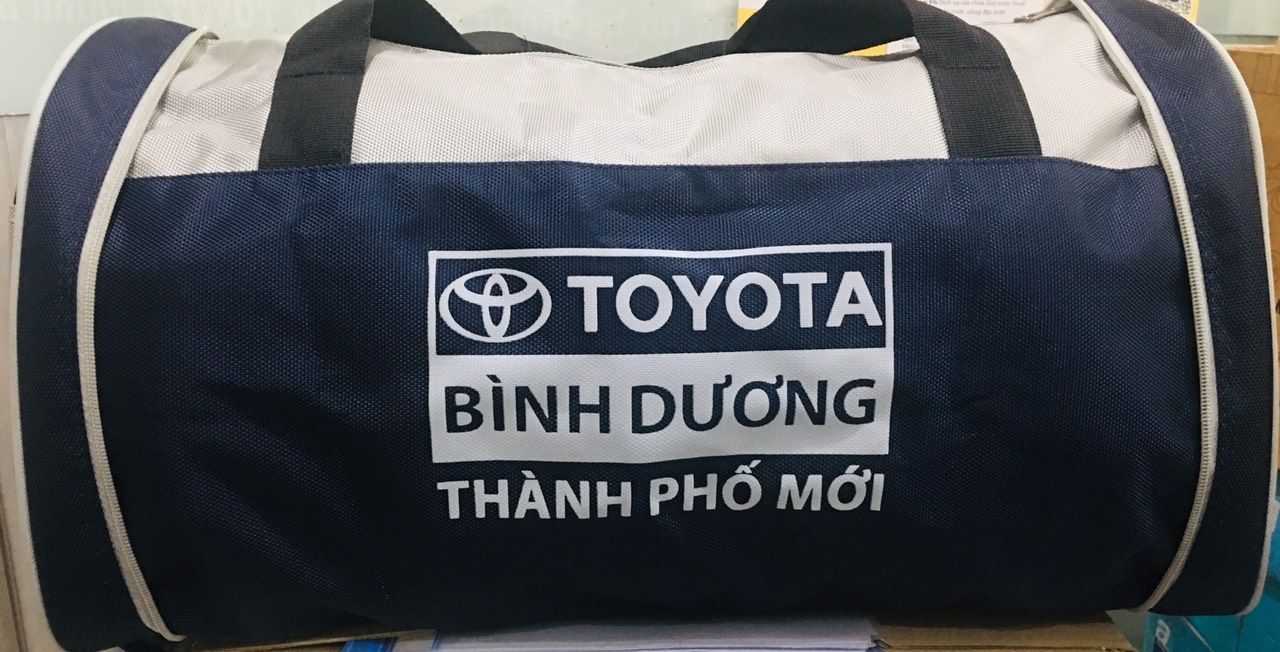 TOYOTA
BÌNH DƯƠNG
THÀNH PHỐ MỚI